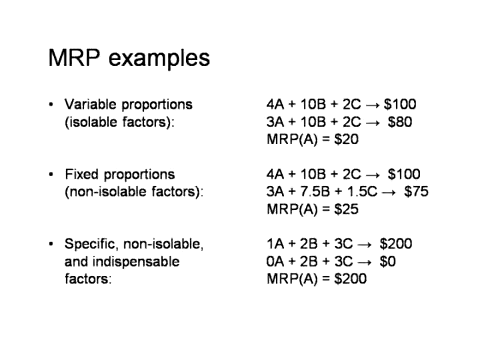 MRP examples
• Variable proportions (isolable factors):
4A + 10B + 2C → $100
3A + 10B + 2C → $80
MRP(A) = $20
• Fixed proportions (non-isolable factors):
4A + 10B + 2C → $100
3A + 7.5B + 1.5C → $75
MRP(A) = $25
• Specific, non-isolable, and indispensable factors:
1A + 2B + 3C → $200
0A + 2B + 3C → $0
MRP(A) = $200